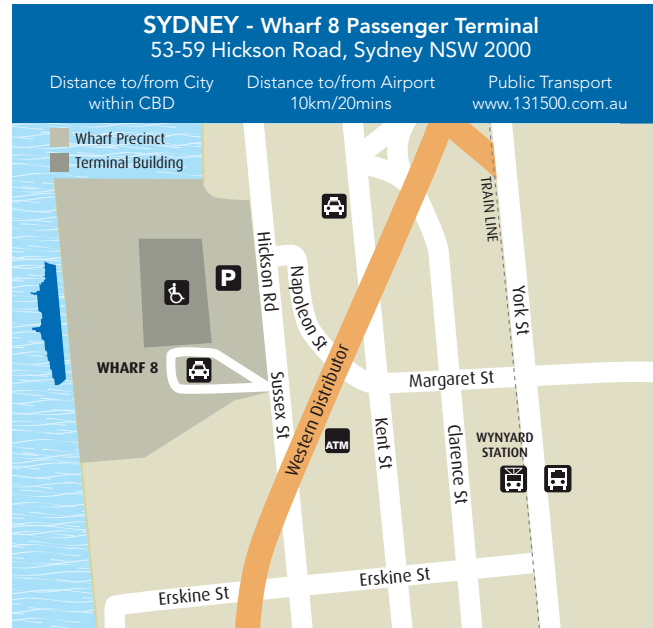 SYDNEY - Wharf 8 Passenger Terminal
53-59 Hickson Road, Sydney NSW 2000
Distance to/from City
within CBD
Distance to/from Airport
10km/20mins
Public Transport
www.131500.com.au
Wharf Precinct
Terminal Building
TRAIN LINE
Hickson Rd
P
Napoleon St
York St
WHARF 8
Western Distributor
Margaret St
Sussex St
Kent St
Clarence St
ATM
WYNYARD
STATION
Erskine St
Erskine St